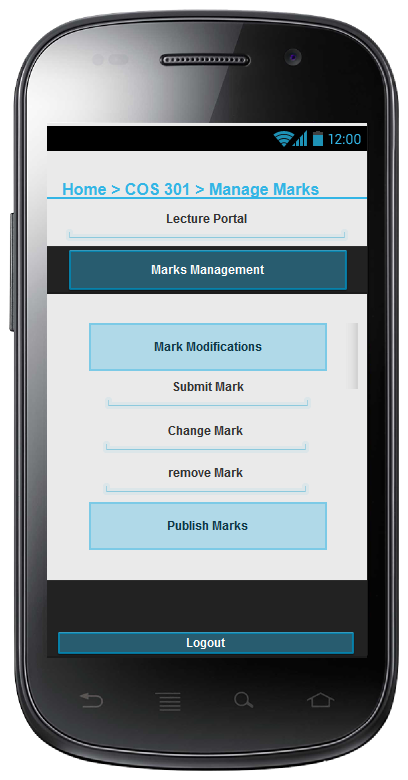 12:00
Home > COS 301 > Manage Marks
Lecture Portal
Marks Management
Mark Modifications
Submit Mark
Change Mark
remove Mark
Publish Marks
Logout